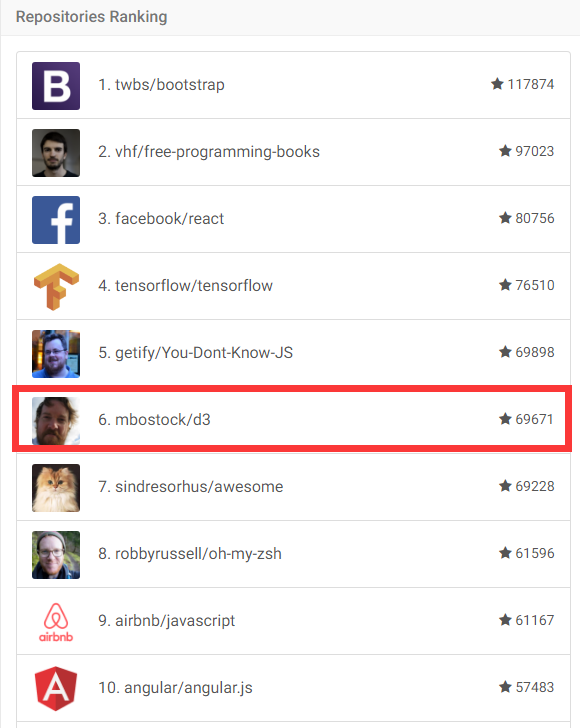 Repositories Ranking
B
1. twbs/bootstrap ★ 117874
2. vhf/free-programming-books ★ 97023
f
3. facebook/react ★ 80756
4. tensorflow/tensorflow ★ 76510
5. getify/You-Dont-Know-JS ★ 69898
6. mbostock/d3 ★ 69671
7. sindresorhus/awesome ★ 69228
8. robbyrussell/oh-my-zsh ★ 61596
9. airbnb/javascript ★ 61167
airbnb
A
10. angular/angular.js ★ 57483